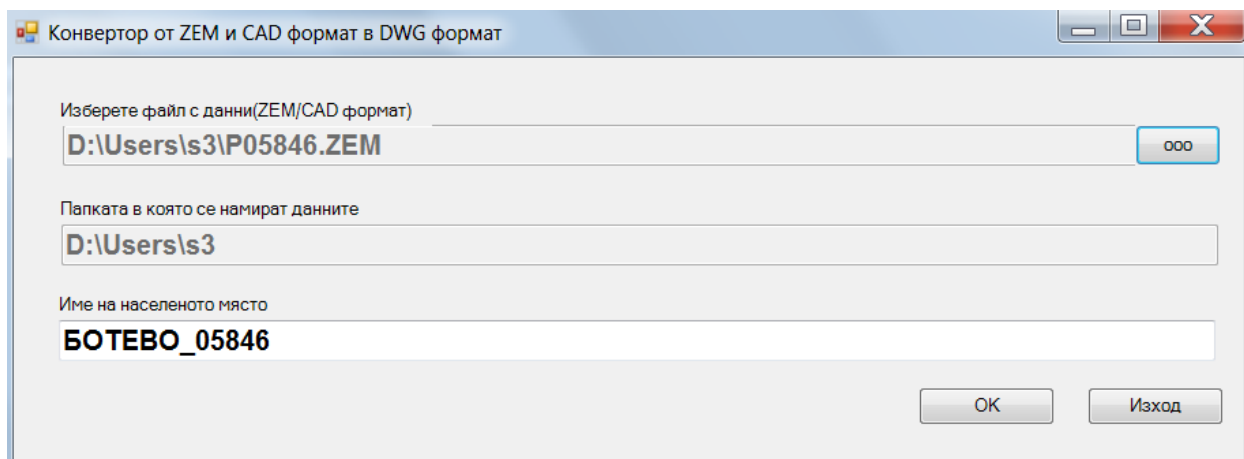 Конвертор от ZEM и CAD формат в DWG формат
Изберете файл с данни(ZEM/CAD формат)
D:\Users\s3\P05846.ZEM
ооо
Папката в която се намират данните
D:\Users\s3
Име на населеното място
БОТЕВО_05846
OK
Изход